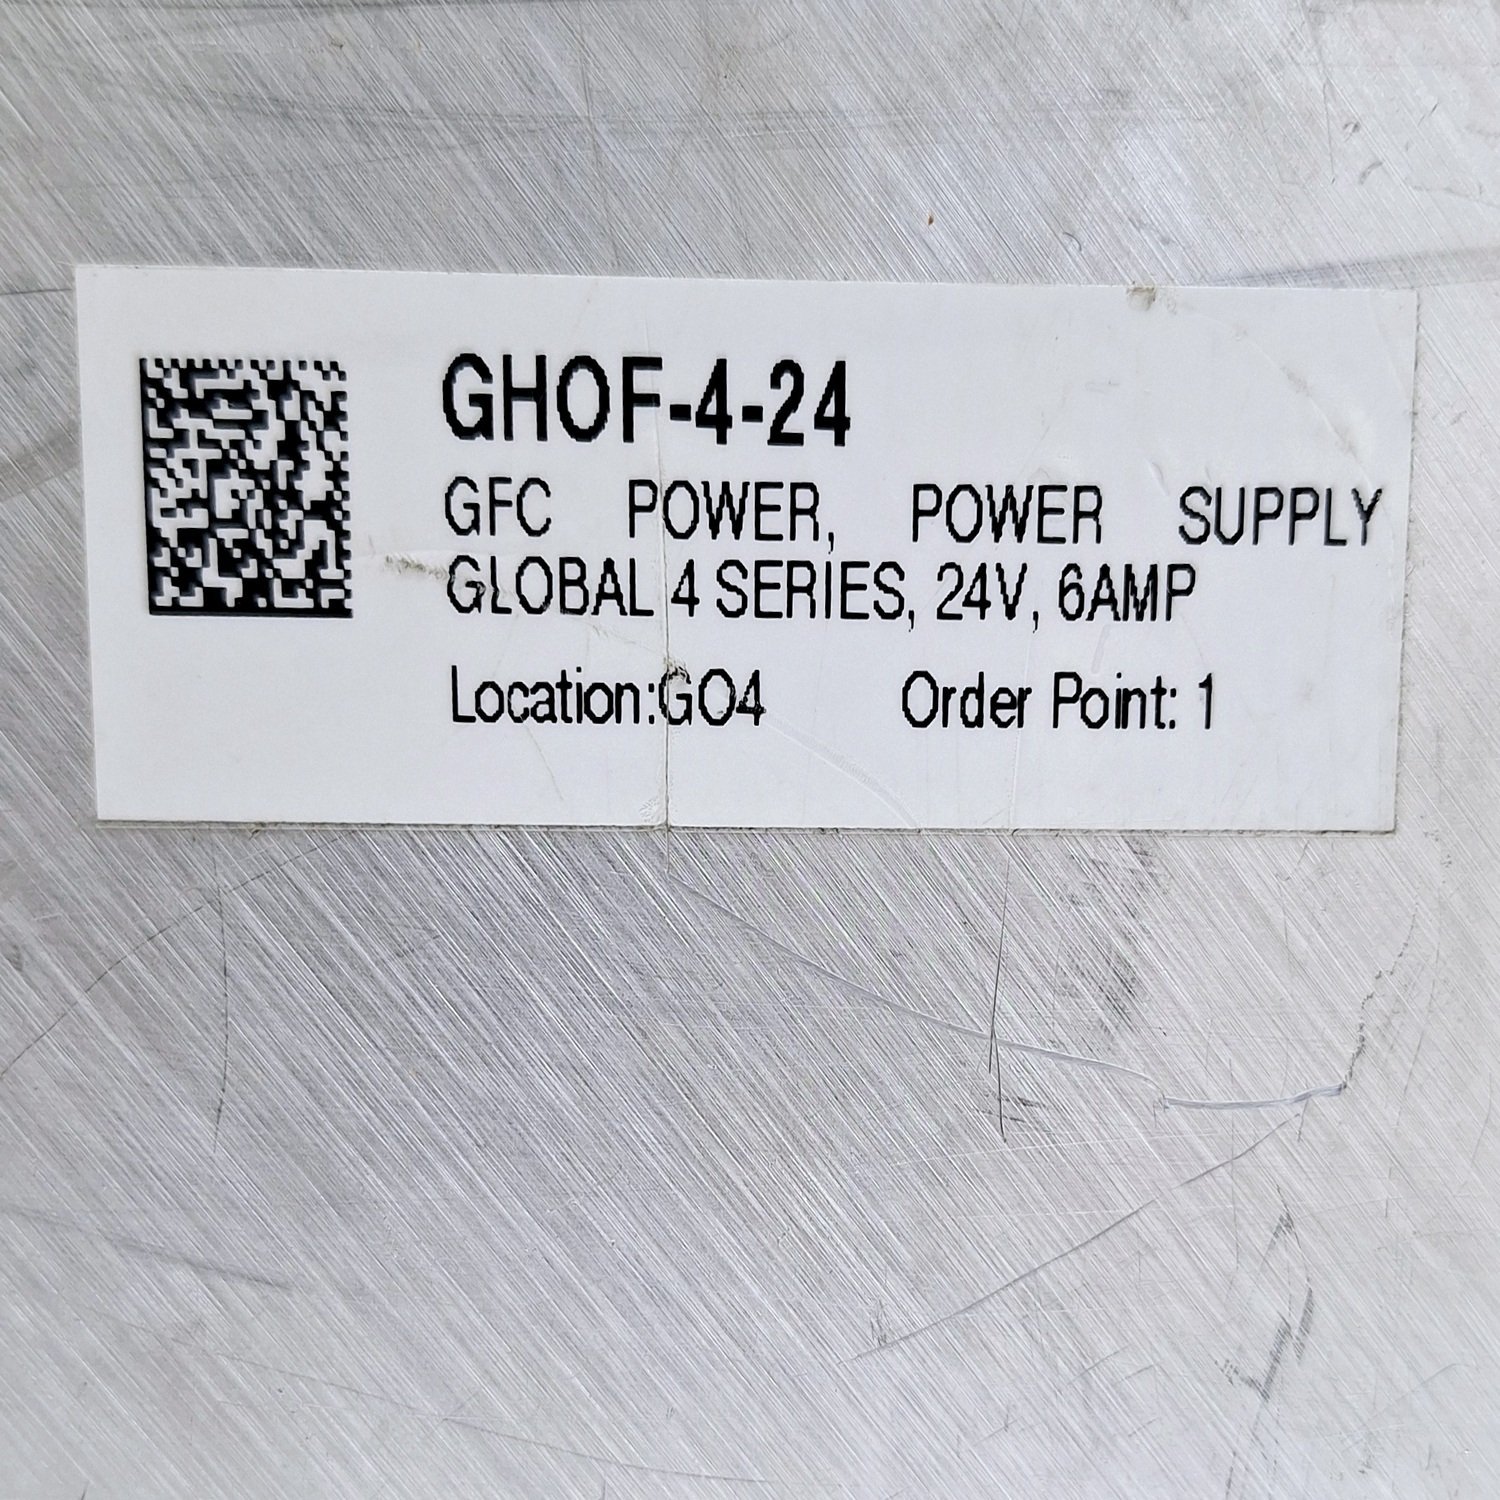 GHOF-4-24
GFC POWER, POWER SUPPLY
GLOBAL 4 SERIES, 24V, 6AMP
Location:GO4 Order Point: 1